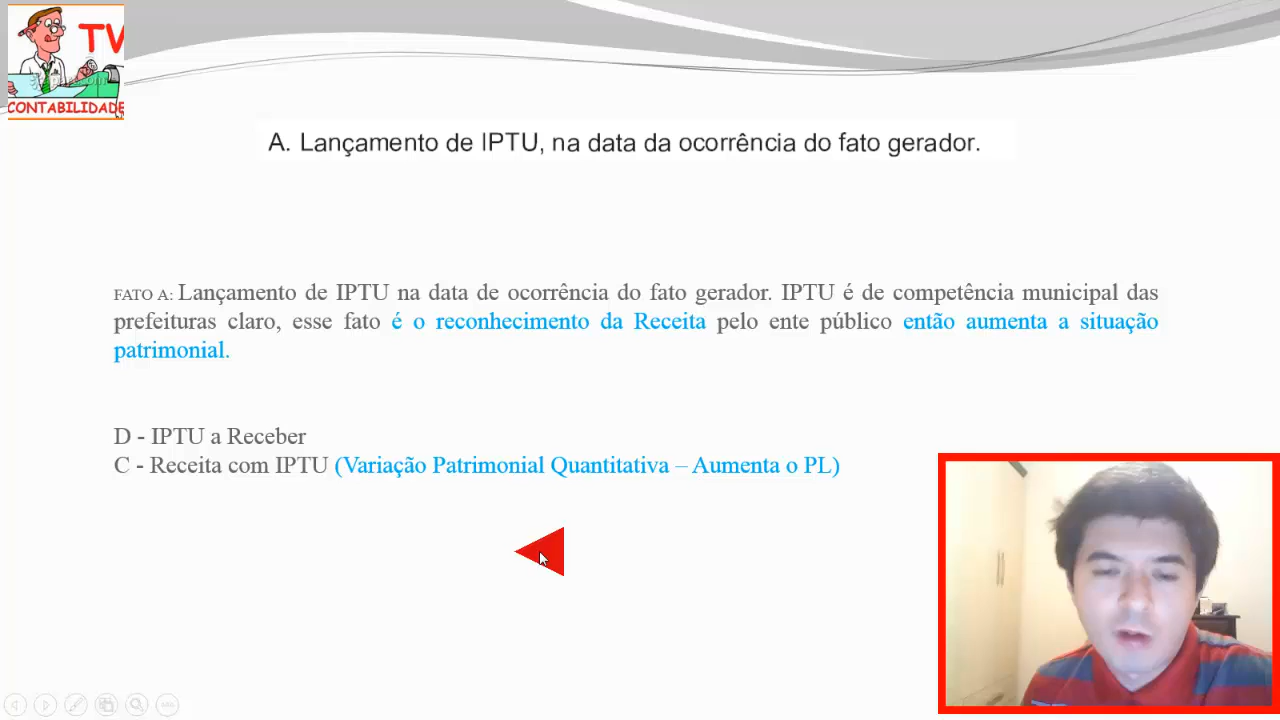 TV
CONTABILIDADE
A. Lançamento de IPTU, na data da ocorrência do fato gerador.
FATO A: Lançamento de IPTU na data de ocorrência do fato gerador. IPTU é de competência municipal das
prefeituras claro, esse fato é o reconhecimento da Receita pelo ente público então aumenta a situação
patrimonial.
D - IPTU a Receber
C - Receita com IPTU (Variação Patrimonial Quantitativa – Aumenta o PL)